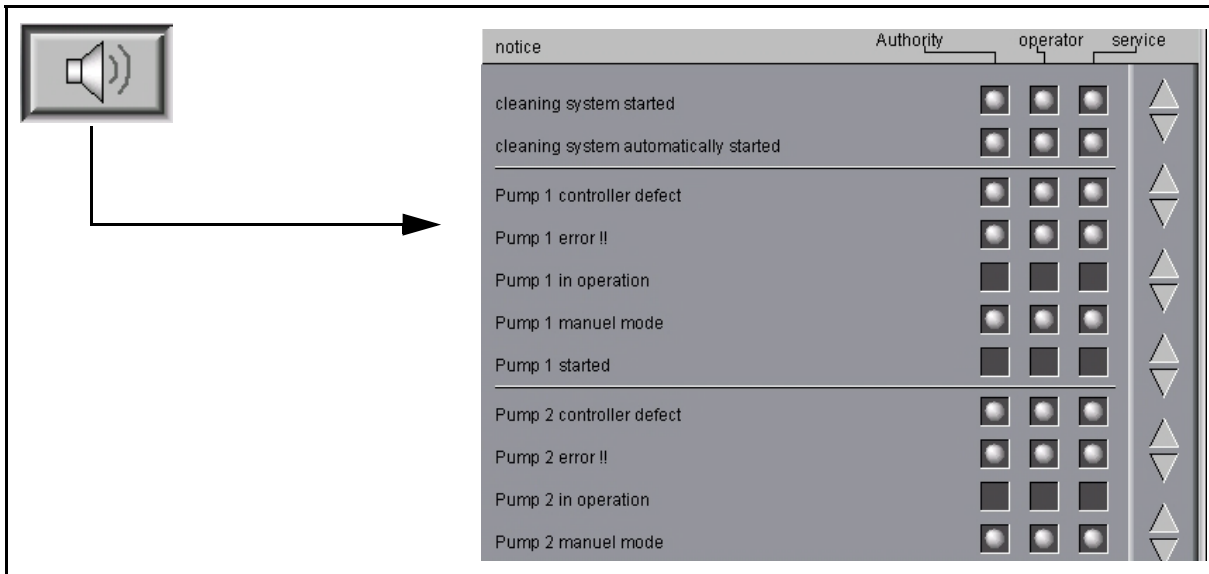 notice Authority operator service
cleaning system started
cleaning system automatically started
Pump 1 controller defect
Pump 1 error !!
Pump 1 in operation
Pump 1 manuel mode
Pump 1 started
Pump 2 controller defect
Pump 2 error !!
Pump 2 in operation
Pump 2 manuel mode